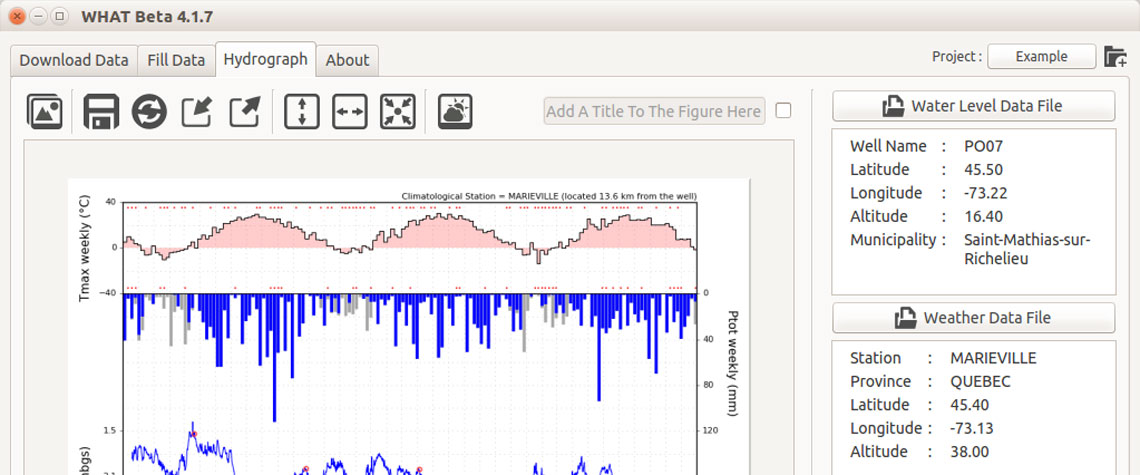 WHAT Beta 4.1.7
Download Data
Fill Data
Hydrograph
About
Project :
Example
Add A Title To The Figure Here
Climatological Station = MARIEVILLE (located 13.6 km from the well)
Tmax weekly (°C)
40
0
−40
0
40
80
120
Ptot weekly (mm)
1.5
2.1
mbgs)
Water Level Data File
Well Name : PO07
Latitude : 45.50
Longitude : -73.22
Altitude : 16.40
Municipality : Saint-Mathias-sur-
Richelieu
Weather Data File
Station : MARIEVILLE
Province : QUEBEC
Latitude : 45.40
Longitude : -73.13
Altitude : 38.00